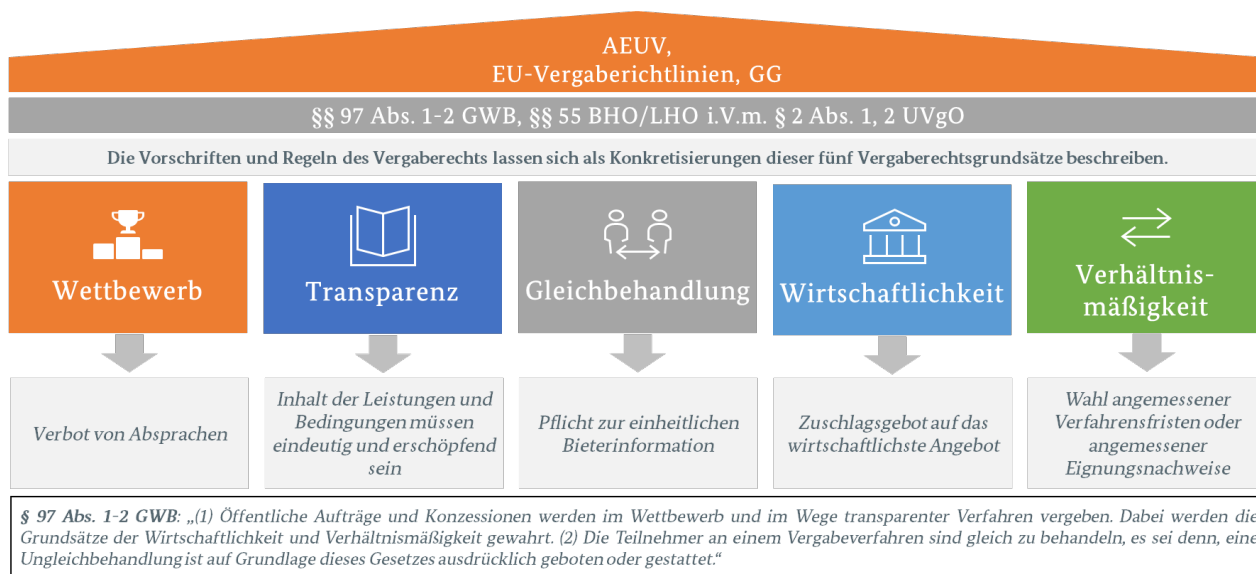 AEUV,
EU-Vergaberichtlinien, GG
§§ 97 Abs. 1-2 GWB, §§ 55 BHO/LHO i.V.m. § 2 Abs. 1, 2 UVgO
Die Vorschriften und Regeln des Vergaberechts lassen sich als Konkretisierungen dieser fünf Vergaberechtsgrundsätze beschreiben.
Wettbewerb
Transparenz
Gleichbehandlung
Wirtschaftlichkeit
Verhältnis-
mäßigkeit
Verbot von Absprachen
Inhalt der Leistungen und
Bedingungen müssen
eindeutig und erschöpfend
sein
Pflicht zur einheitlichen
Bieterinformation
Zuschlagsgebot auf das
wirtschaftlichste Angebot
Wahl angemessener
Verfahrensfristen oder
angemessener
Eignungsnachweise
§ 97 Abs. 1-2 GWB: „(1) Öffentliche Aufträge und Konzessionen werden im Wettbewerb und im Wege transparenter Verfahren vergeben. Dabei werden die
Grundsätze der Wirtschaftlichkeit und Verhältnismäßigkeit gewahrt. (2) Die Teilnehmer an einem Vergabeverfahren sind gleich zu behandeln, es sei denn, eine
Ungleichbehandlung ist auf Grundlage dieses Gesetzes ausdrücklich geboten oder gestattet.“